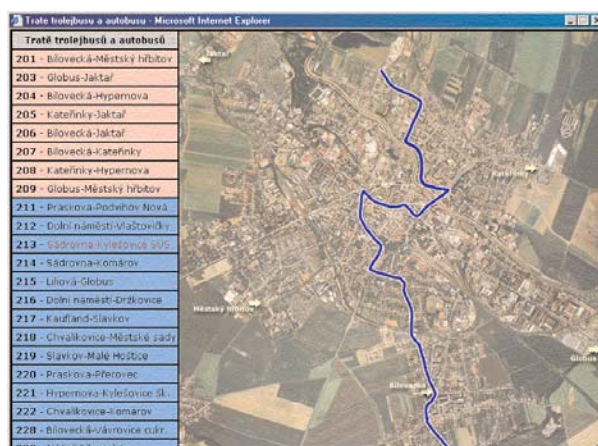 Tratě trolejbusů a autobusu - Microsoft Internet Explorer
Tratě trolejbusů a autobusů
201 - Bílovecká-Městský hřbitov
203 - Globus-Jaktař
204 - Bílovecká-Hypernova
205 - Kateřinky-Jaktař
206 - Bílovecká-Jaktař
207 - Bílovecká-Kateřinky
208 - Kateřinky-Hypernova
209 - Globus-Městský hřbitov
211 - Praskova-Podvihov Nová
212 - Dolní náměstí-Vlaštovičky
213 - Sádrovna-Kylešovice SOŠ
214 - Sádrovna-Komárov
215 - Liliová-Globus
216 - Dolní náměstí-Držkovice
217 - Kaufland-Slavkov
218 - Chvalíkovice-Městské sady
219 - Slavkov-Malé Hoštice
220 - Praskova-Přerovec
221 - Hypernova-Kylešovice šk.
222 - Chvalíkovice-Komárov
228 - Bílovecká-Vávrovice cukr.
Kateřinky
Městský hřbitov
Globus
Bílovecká